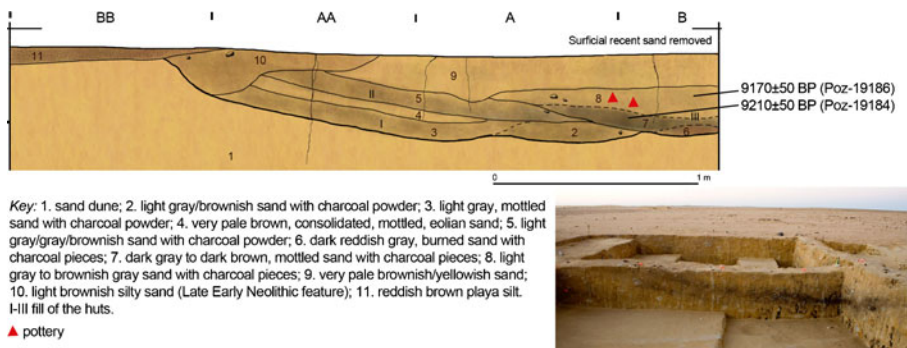 BB AA A B
Surficial recent sand removed
11 10 9 II 5 8 4 I 3 2 7 III 6 1
9170±50 BP (Poz-19186)
9210±50 BP (Poz-19184)
0 1 m
Key: 1. sand dune; 2. light gray/brownish sand with charcoal powder; 3. light gray, mottled
sand with charcoal powder; 4. very pale brown, consolidated, mottled, eolian sand; 5. light
gray/gray/brownish sand with charcoal powder; 6. dark reddish gray, burned sand with
charcoal pieces; 7. dark gray to dark brown, mottled sand with charcoal pieces; 8. light
gray to brownish gray sand with charcoal pieces; 9. very pale brownish/yellowish sand;
10. light brownish silty sand (Late Early Neolithic feature); 11. reddish brown playa silt.
I-III fill of the huts.
pottery